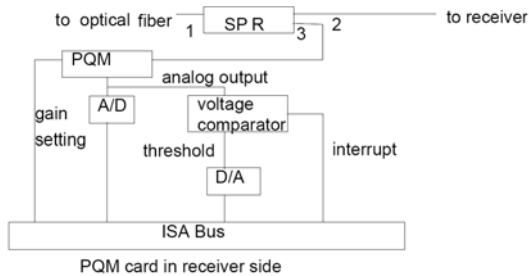 to optical fiber
1
SP R
3
2
to receiver
PQM
analog output
gain
setting
A/D
voltage
comparator
threshold
interrupt
D/A
ISA Bus
PQM card in receiver side